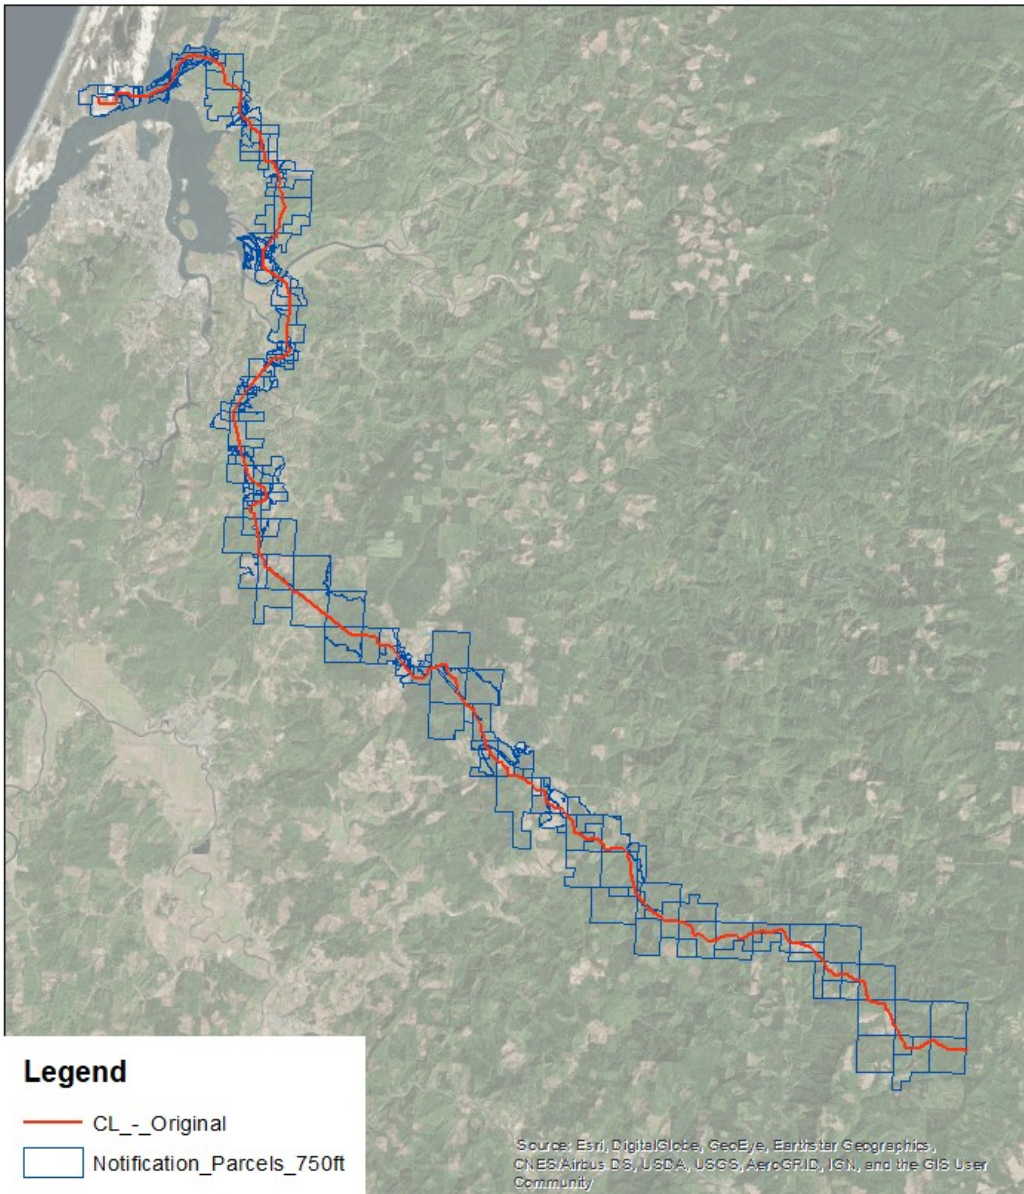 Legend
CL_-_Original
Notification_Parcels_750ft
Source: Esri, DigitalGlobe, GeoEye, Earthstar Geographics,
CNES/Airbus DS, USDA, USGS, AeroGRID, IGN, and the GIS User
Community